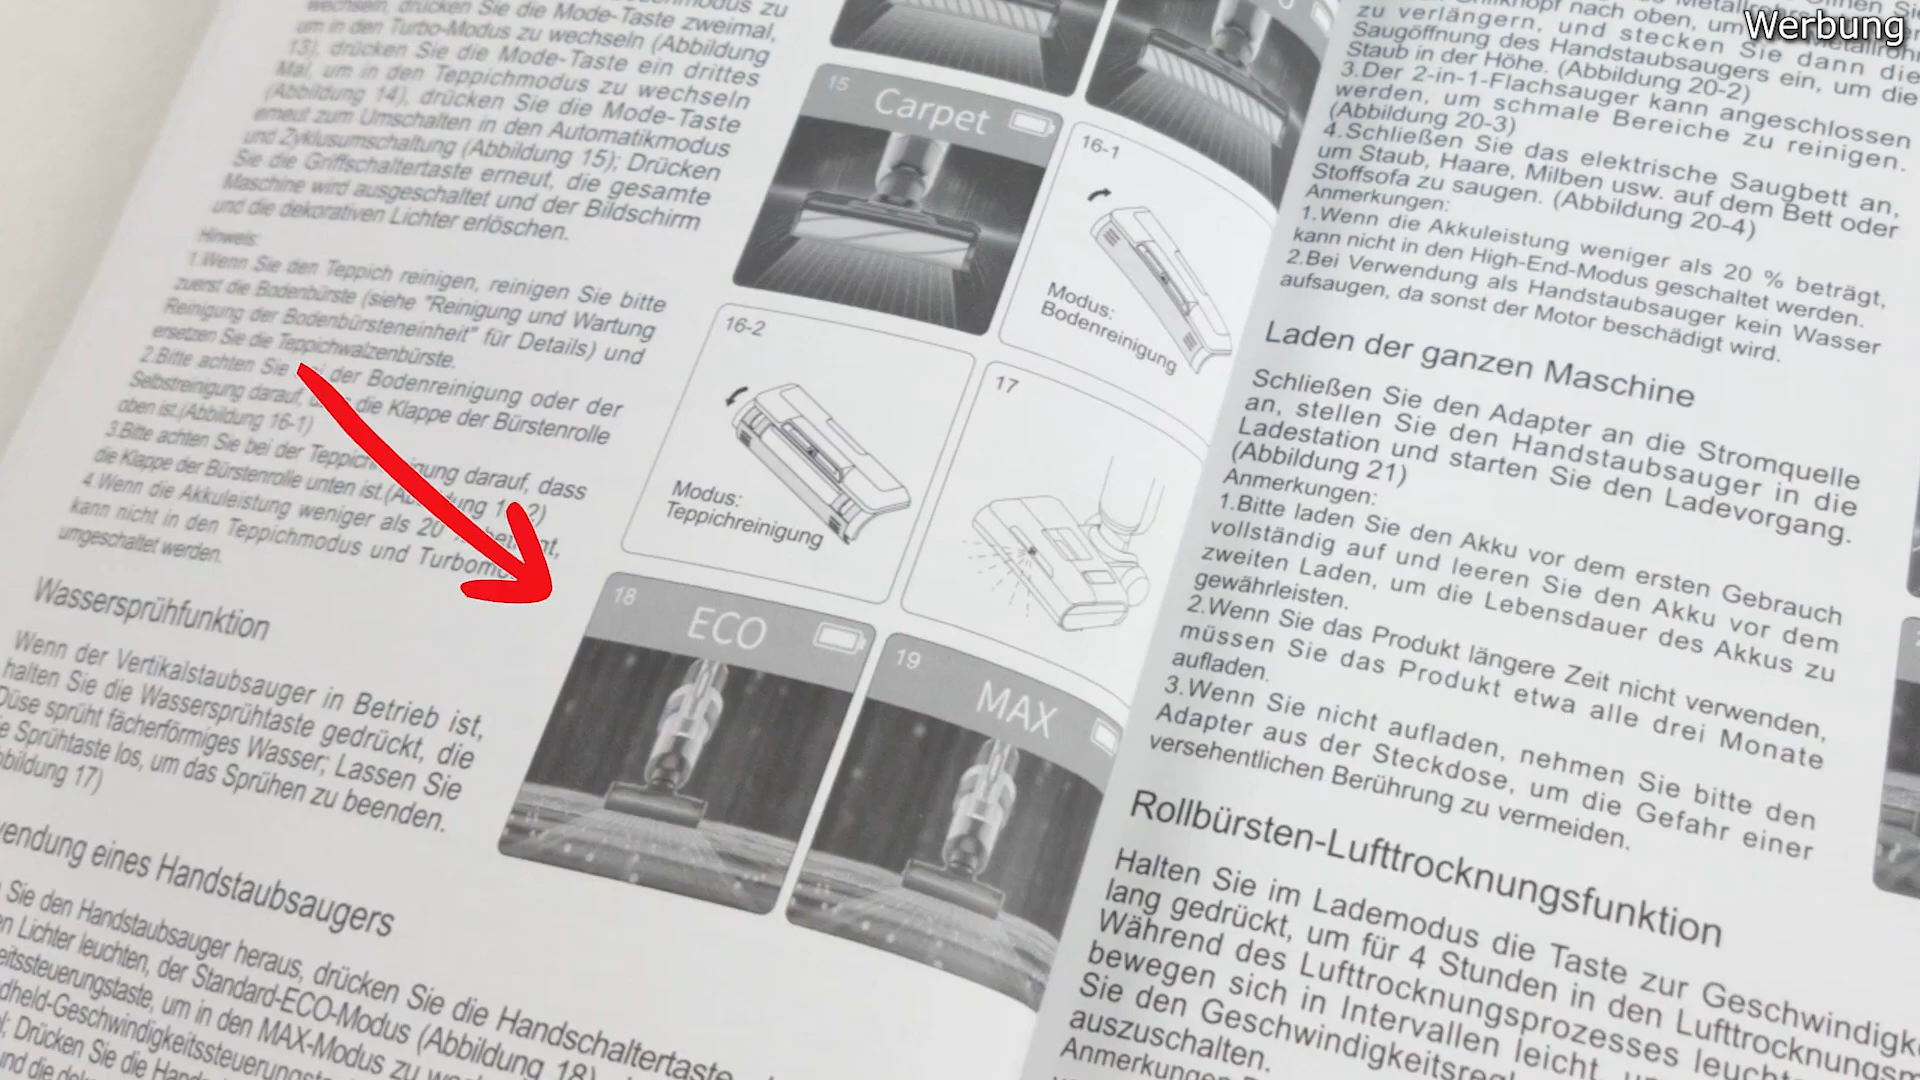 Werbung
wechseln, drücken Sie die Mode-Taste zweimal,
um in den Turbo-Modus zu wechseln (Abbildung
13), drücken Sie die Mode-Taste ein drittes
Mal, um in den Teppichmodus zu wechseln
(Abbildung 14), drücken Sie die Mode-Taste
erneut zum Umschalten in den Automatikmodus
und Zyklusumschaltung (Abbildung 15); Drücken
Sie die Griffschaltertaste erneut, die gesamte
Maschine wird ausgeschaltet und der Bildschirm
und die dekorativen Lichter erlöschen.
Hinweis:
1.Wenn Sie den Teppich reinigen, reinigen Sie bitte
zuerst die Bodenbürste (siehe "Reinigung und Wartung
Reinigung der Bodenbürsteneinheit" für Details) und
ersetzen Sie die Teppichwalzenbürste.
2.Bitte achten Sie der Bodenreinigung oder der
Selbstreinigung darauf, die Klappe der Bürstenrolle
oben ist.(Abbildung 16-1)
3.Bitte achten Sie bei der darauf, dass
die Klappe der Bürstenrolle unten ist.
4.Wenn die Akkuleistung weniger als 20
kann nicht in den Teppichmodus und
umgeschaltet werden.
Wassersprühfunktion
Wenn der Vertikalstaubsauger in Betrieb ist,
halten Sie die Wassersprühtaste gedrückt, die
Düse sprüht fächerförmiges Wasser; Lassen Sie
Sprühtaste los, um das Sprühen zu beenden.
17)
eines Handstaubsaugers
Sie den Handstaubsauger heraus, drücken Sie die Handschaltertaste
Lichter leuchten, der Standard-ECO-Modus (Abbildung 18)
um in den MAX-Modus zu
Drücken Sie die
15
Carpet
16-1
Modus:
Bodenreinigung
16-2
Modus:
Teppichreinigung
17
18
ECO
19
MAX
nach oben, um
zu verlängern, und stecken Sie dann die
Saugöffnung des Handstaubsaugers ein, um die
Staub in der Höhe. (Abbildung 20-2)
3.Der 2-in-1-Flachsauger kann angeschlossen
werden, um schmale Bereiche zu reinigen.
(Abbildung 20-3)
4.Schließen Sie das elektrische Saugbett an,
um Staub, Haare, Milben usw. auf dem Bett oder
Stoffsofa zu saugen. (Abbildung 20-4)
Anmerkungen:
1.Wenn die Akkuleistung weniger als 20 % beträgt,
kann nicht in den High-End-Modus geschaltet werden.
2.Bei Verwendung als Handstaubsauger kein Wasser
aufsaugen, da sonst der Motor beschädigt wird.
Laden der ganzen Maschine
Schließen Sie den Adapter an die Stromquelle
an, stellen Sie den Handstaubsauger in die
Ladestation und starten Sie den Ladevorgang.
(Abbildung 21)
Anmerkungen:
1.Bitte laden Sie den Akku vor dem ersten Gebrauch
vollständig auf und leeren Sie den Akku vor dem
zweiten Laden, um die Lebensdauer des Akkus zu
gewährleisten.
2.Wenn Sie das Produkt längere Zeit nicht verwenden,
müssen Sie das Produkt etwa alle drei Monate
aufladen.
3.Wenn Sie nicht aufladen, nehmen Sie bitte den
Adapter aus der Steckdose, um die Gefahr einer
versehentlichen Berührung zu vermeiden.
Rollbürsten-Lufttrocknungsfunktion
Halten Sie im Lademodus die Taste zur
lang gedrückt, um für 4 Stunden in den
Während des Lufttrocknungsprozesses
bewegen sich in Intervallen leicht,
Sie den
auszuschalten.
Anmerkungen